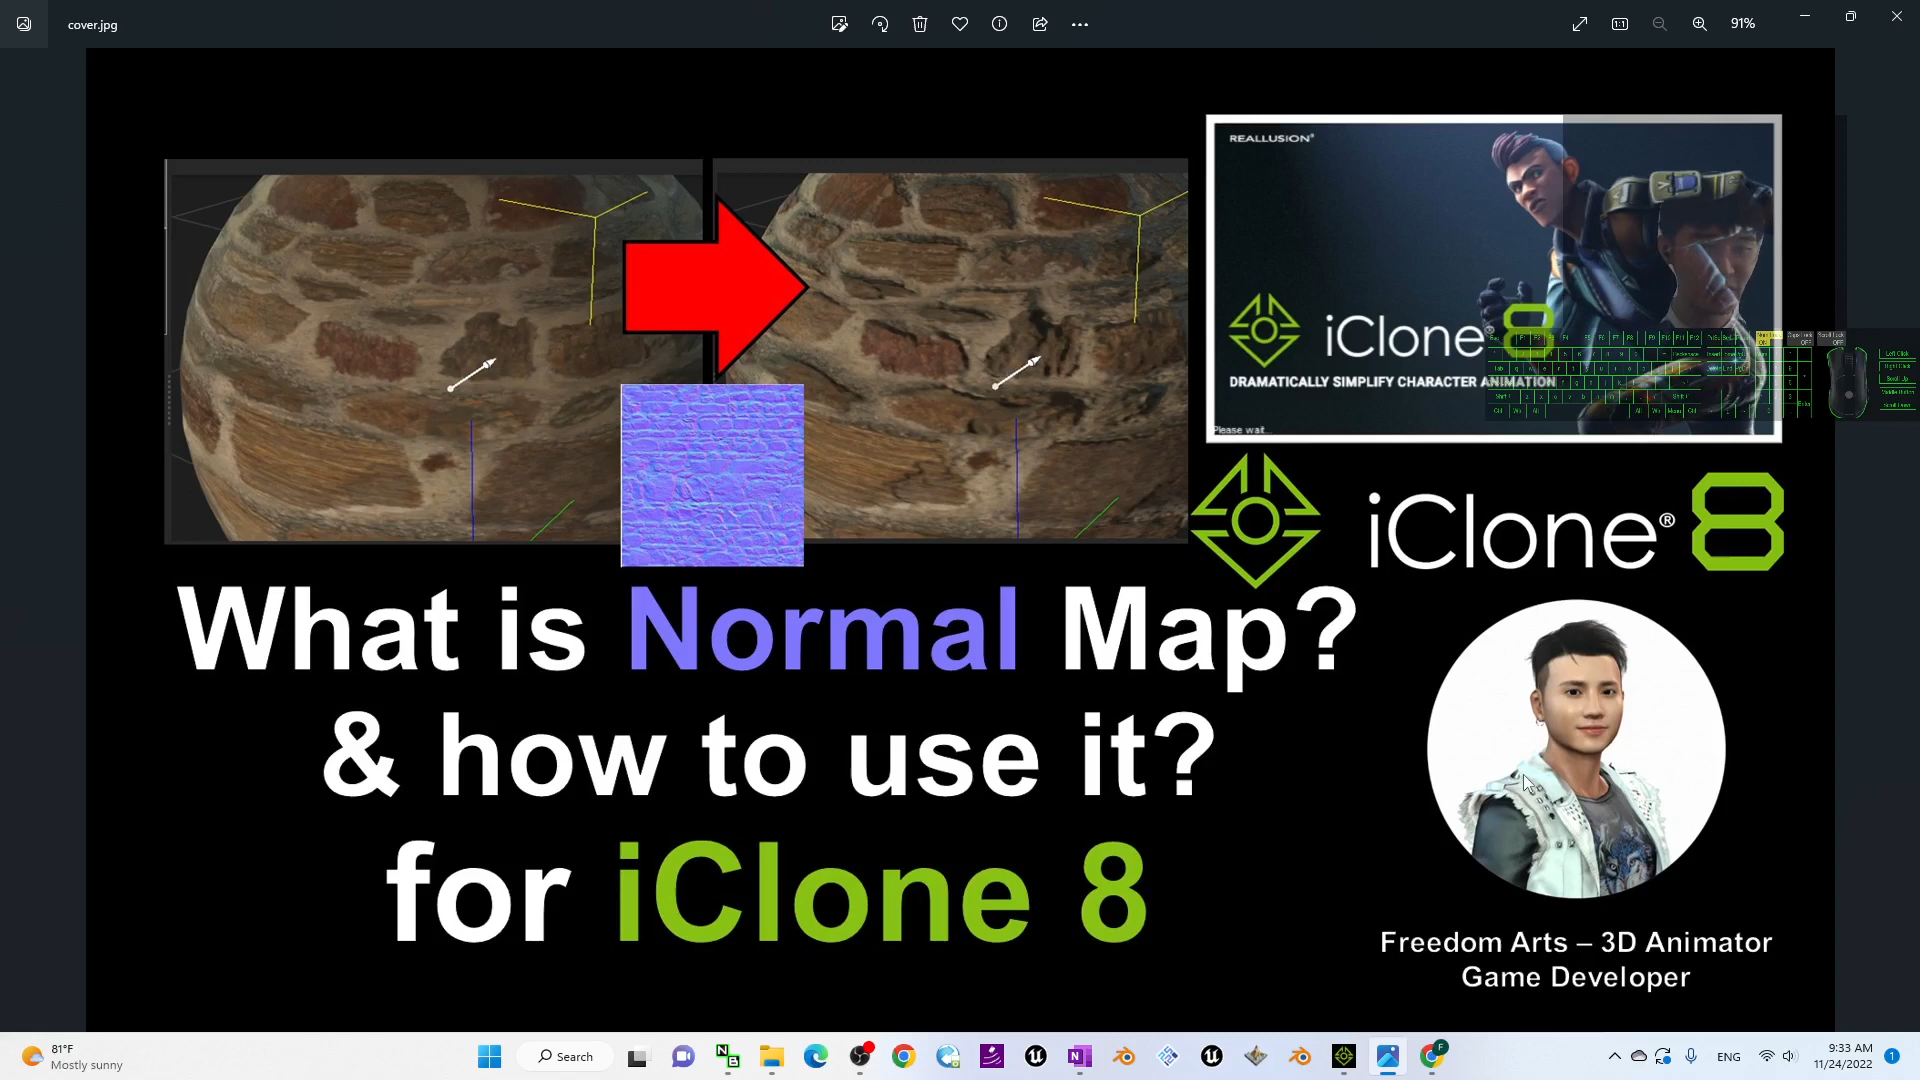 cover.jpg
91%
REALLUSION®
iClone® 8
DRAMATICALLY SIMPLIFY CHARACTER ANIMATION
Please wait...
iClone® 8
What is Normal Map?
& how to use it?
for iClone 8
Freedom Arts – 3D Animator
Game Developer
81°F
Mostly sunny
Search
ENG
9:33 AM
11/24/2022
1